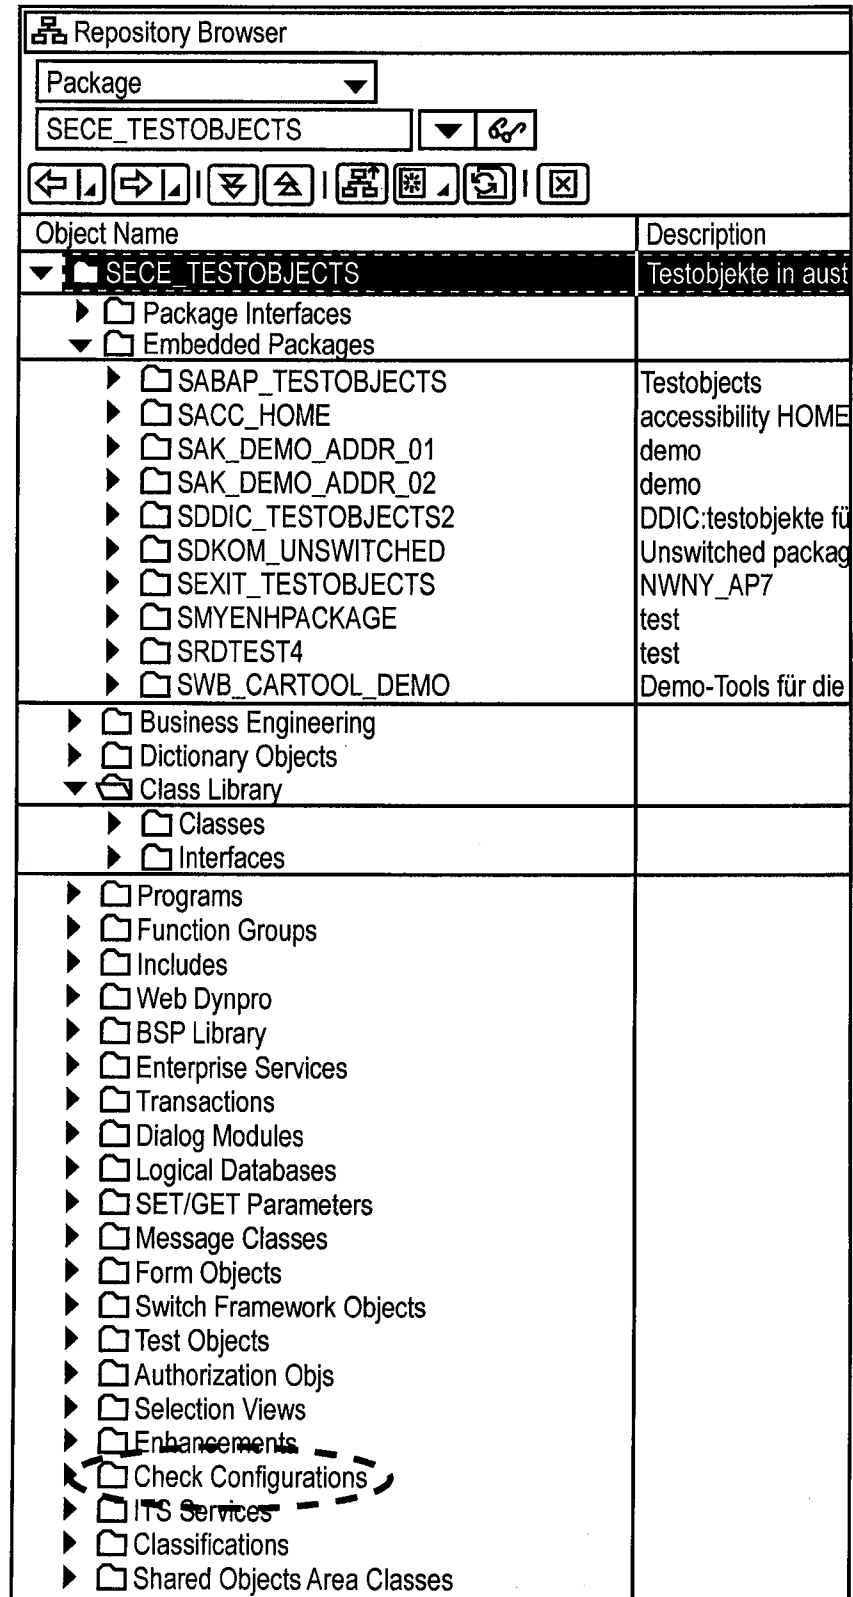 Repository Browser
Package
SECE_TESTOBJECTS
Object Name Description
SECE_TESTOBJECTS Testobjekte in aust
Package Interfaces
Embedded Packages
SABAP_TESTOBJECTS Testobjects
SACC_HOME accessibility HOME
SAK_DEMO_ADDR_01 demo
SAK_DEMO_ADDR_02 demo
SDDIC_TESTOBJECTS2 DDIC:testobjekte fü
SDKOM_UNSWITCHED Unswitched packag
SEXIT_TESTOBJECTS NWNY_AP7
SMYENHPACKAGE test
SRDTEST4 test
SWB_CARTOOL_DEMO Demo-Tools für die
Business Engineering
Dictionary Objects
Class Library
Classes
Interfaces
Programs
Function Groups
Includes
Web Dynpro
BSP Library
Enterprise Services
Transactions
Dialog Modules
Logical Databases
SET/GET Parameters
Message Classes
Form Objects
Switch Framework Objects
Test Objects
Authorization Objs
Selection Views
Enhancements
Check Configurations
ITS Services
Classifications
Shared Objects Area Classes